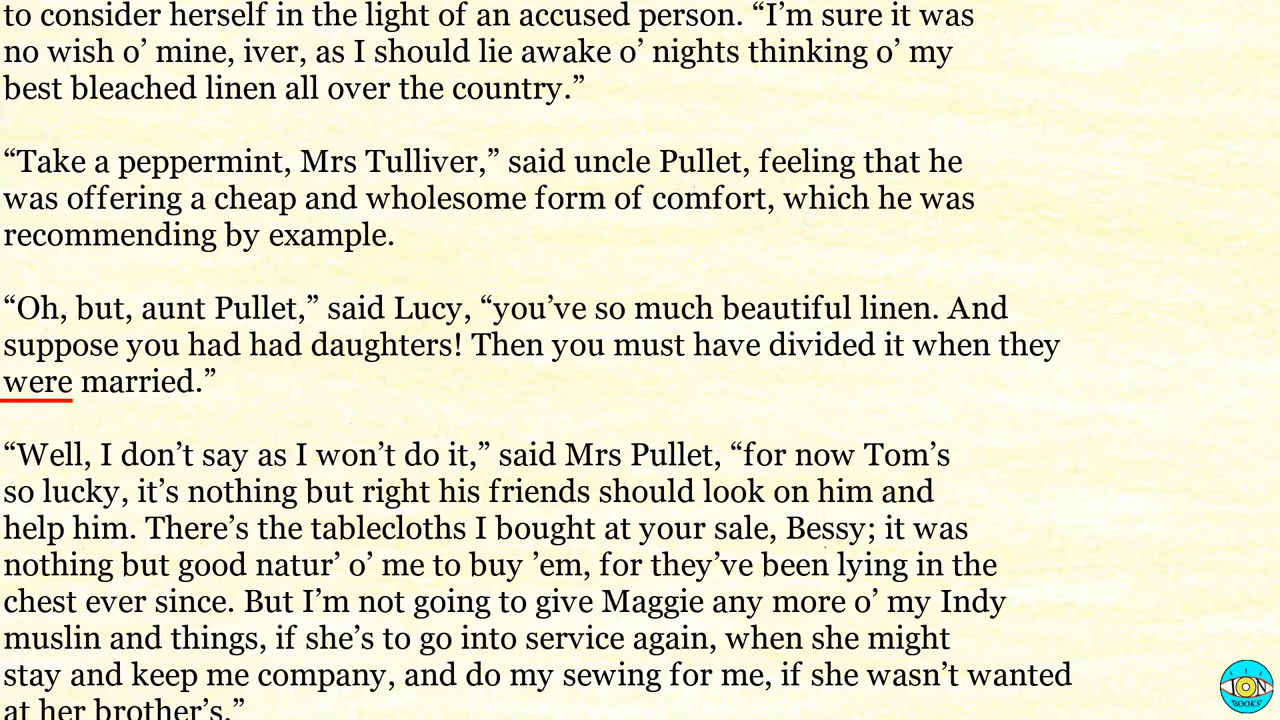 to consider herself in the light of an accused person. “I’m sure it was
no wish o’ mine, iver, as I should lie awake o’ nights thinking o’ my
best bleached linen all over the country.”
“Take a peppermint, Mrs Tulliver,” said uncle Pullet, feeling that he
was offering a cheap and wholesome form of comfort, which he was
recommending by example.
“Oh, but, aunt Pullet,” said Lucy, “you’ve so much beautiful linen. And
suppose you had had daughters! Then you must have divided it when they
were married.”
“Well, I don’t say as I won’t do it,” said Mrs Pullet, “for now Tom’s
so lucky, it’s nothing but right his friends should look on him and
help him. There’s the tablecloths I bought at your sale, Bessy; it was
nothing but good natur’ o’ me to buy ’em, for they’ve been lying in the
chest ever since. But I’m not going to give Maggie any more o’ my Indy
muslin and things, if she’s to go into service again, when she might
stay and keep me company, and do my sewing for me, if she wasn’t wanted
at her brother’s.”
ION
BOOKS